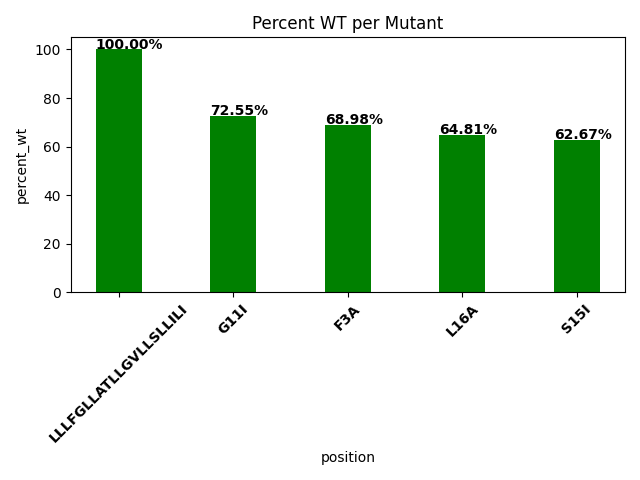 Percent WT per Mutant
percent_wt
100
80
60
40
20
0
100.00%
72.55%
68.98%
64.81%
62.67%
LLLFGLLATLLGVLLSLLILI
G11I
F3A
L16A
S15I
position